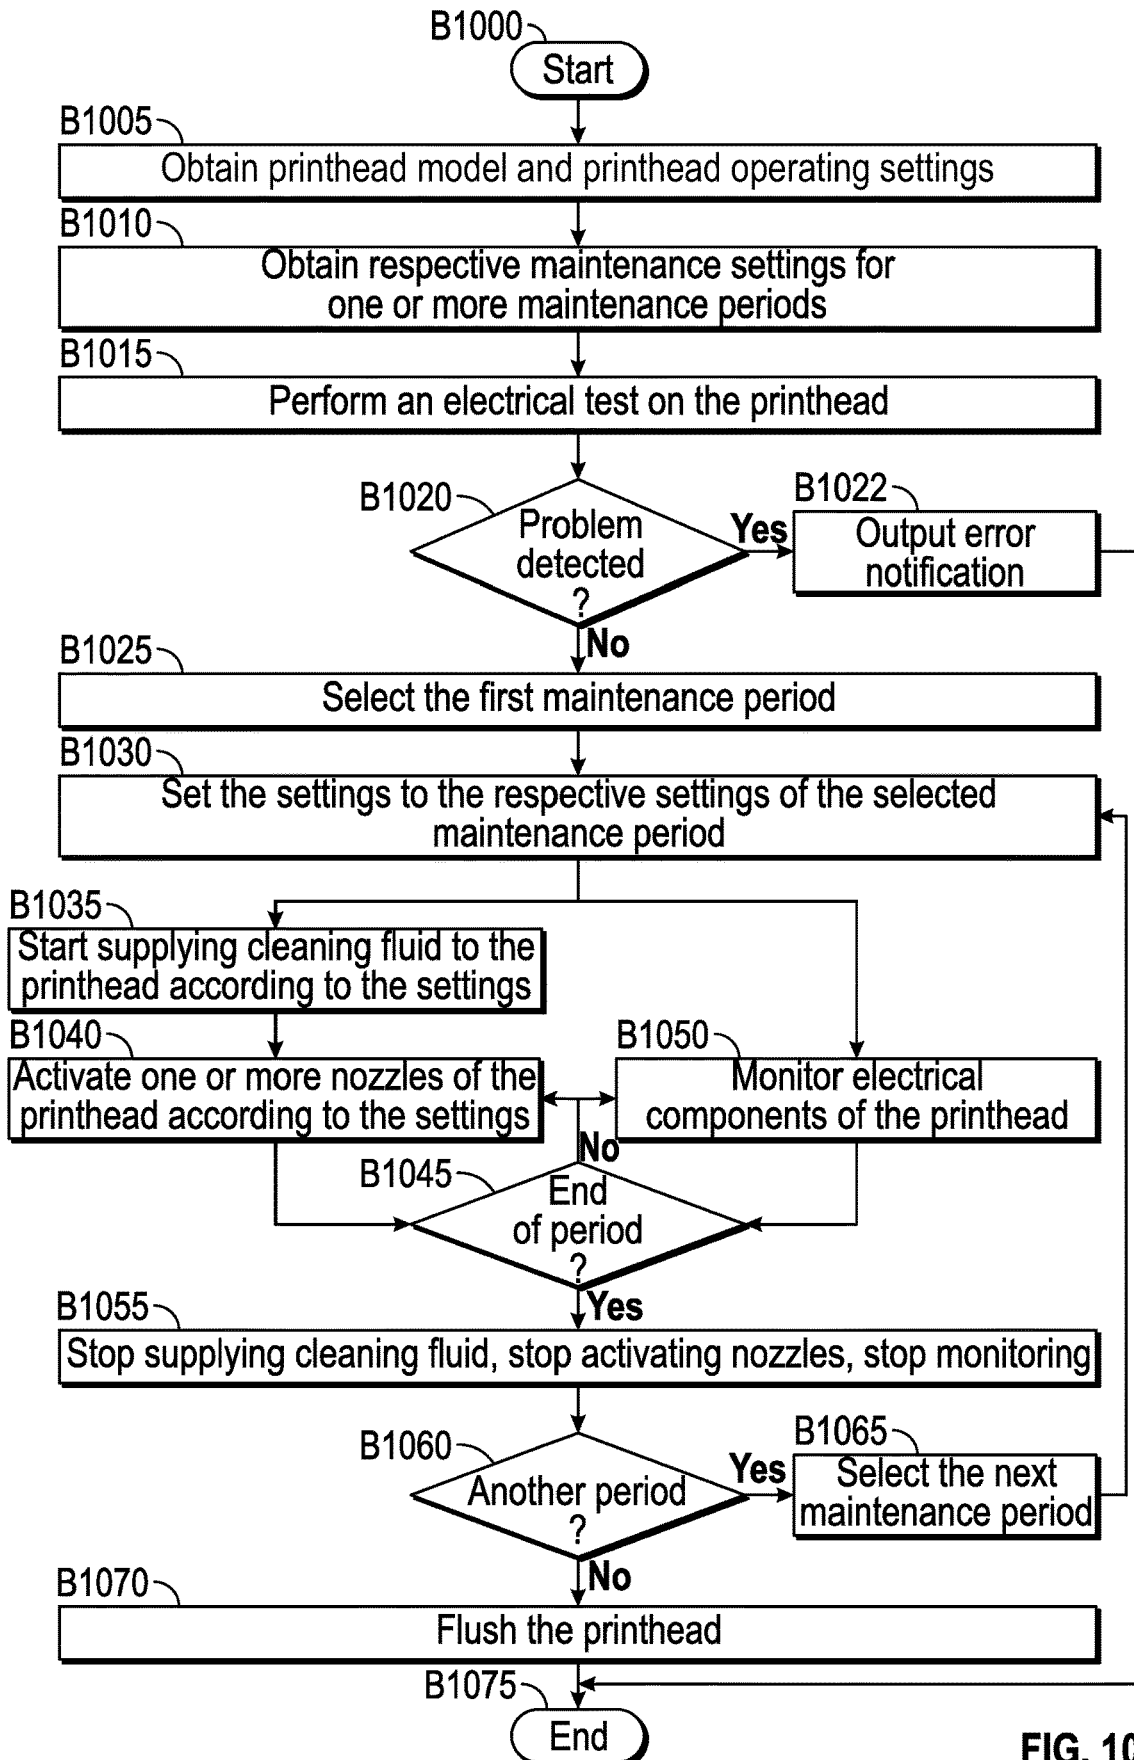 B1000
Start
B1005
Obtain printhead model and printhead operating settings
B1010
Obtain respective maintenance settings for
one or more maintenance periods
B1015
Perform an electrical test on the printhead
B1020
Problem
detected
?
Yes
B1022
Output error
notification
No
B1025
Select the first maintenance period
B1030
Set the settings to the respective settings of the selected
maintenance period
B1035
Start supplying cleaning fluid to the
printhead according to the settings
B1040
Activate one or more nozzles of the
printhead according to the settings
B1050
Monitor electrical
components of the printhead
No
B1045
End
of period
?
Yes
B1055
Stop supplying cleaning fluid, stop activating nozzles, stop monitoring
B1060
Another period
?
Yes
B1065
Select the next
maintenance period
No
B1070
Flush the printhead
B1075
End
FIG. 10